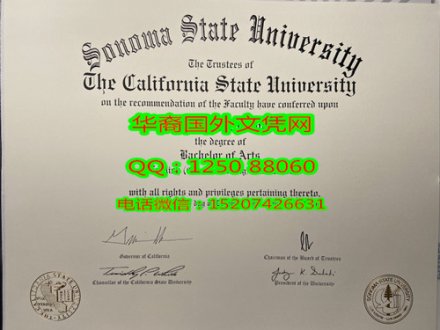 Sonoma State University
The Trustees of
The California State University
on the recommendation of the Faculty have conferred upon
华裔国外文凭网
the degree of
Bachelor of Arts
QQ：1250 88060
with all rights and privileges pertaining thereto.
电话微信：15207426631
Governor of California
Chairman of the Board of Trustees
Chancellor of the California State University
President of the University